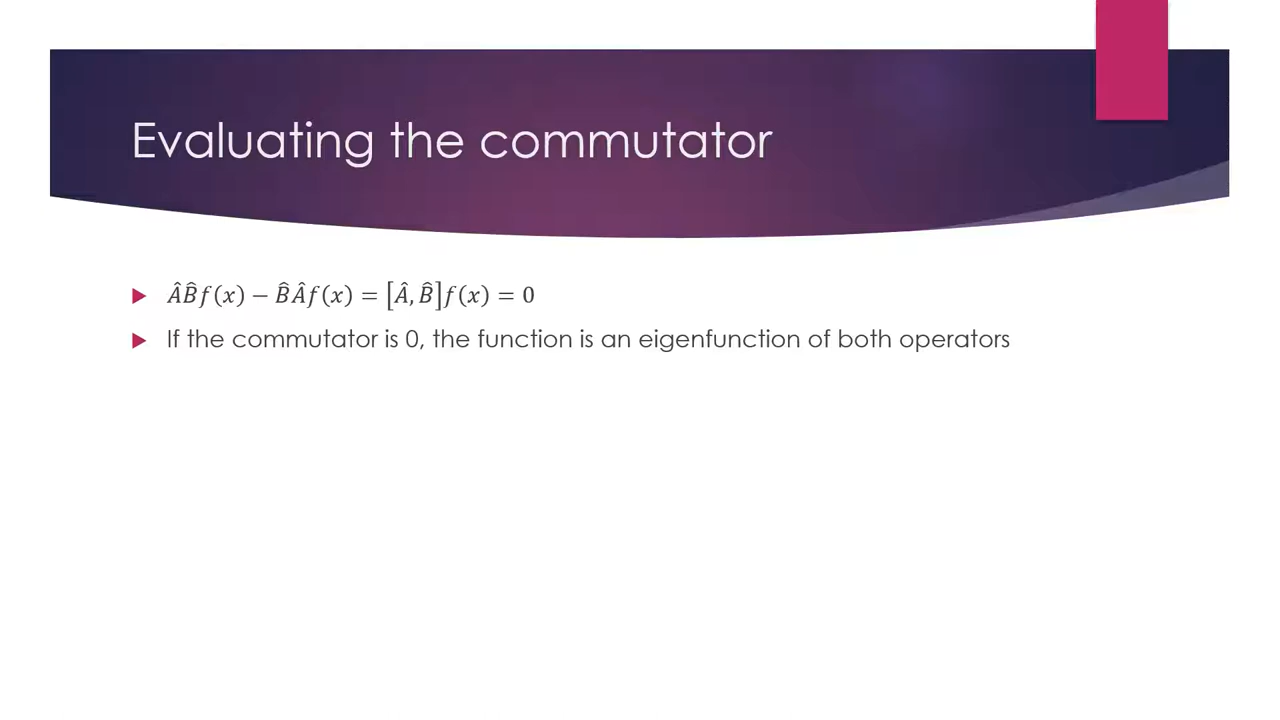 Evaluating the commutator
ÂB̂f(x) − B̂Âf(x) = [Â, B̂]f(x) = 0
If the commutator is 0, the function is an eigenfunction of both operators